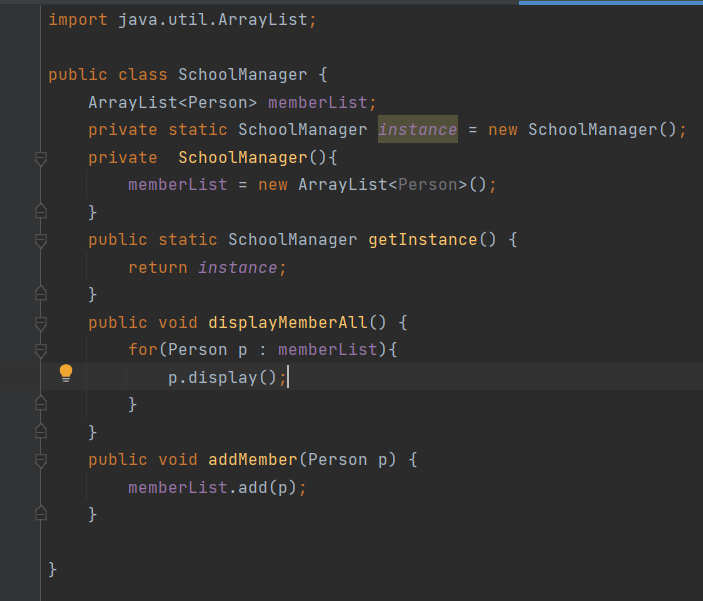 import java.util.ArrayList;
public class SchoolManager {
ArrayList<Person> memberList;
private static SchoolManager instance = new SchoolManager();
private  SchoolManager(){
memberList = new ArrayList<Person>();
}
public static SchoolManager getInstance() {
return instance;
}
public void displayMemberAll() {
for(Person p : memberList){
p.display();
}
}
public void addMember(Person p) {
memberList.add(p);
}
}